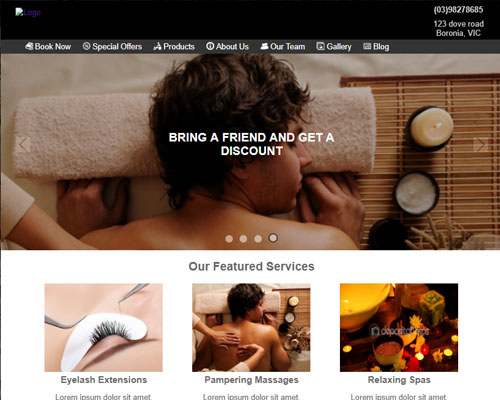 Logo
(03)98278685
123 dove road
Boronia, VIC
Book Now
Special Offers
Products
About Us
Our Team
Gallery
Blog
BRING A FRIEND AND GET A
DISCOUNT
Our Featured Services
depositphotos
Eyelash Extensions
Pampering Massages
Relaxing Spas
Lorem ipsum dolor sit amet
Lorem ipsum dolor sit amet
Lorem ipsum dolor sit amet